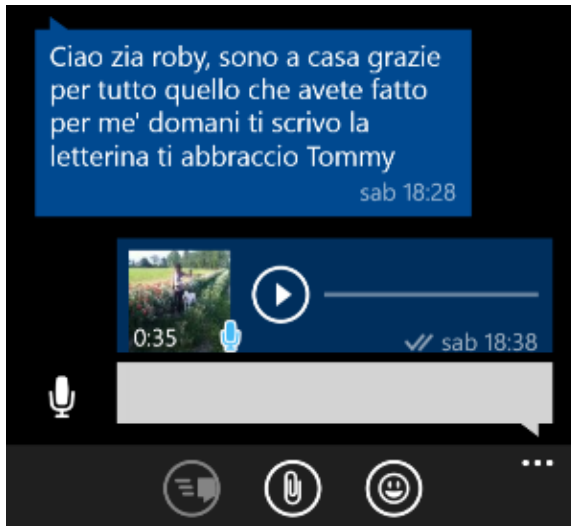 Ciao zia roby, sono a casa grazie
per tutto quello che avete fatto
per me' domani ti scrivo la
letterina ti abbraccio Tommy
sab 18:28
0:35
sab 18:38